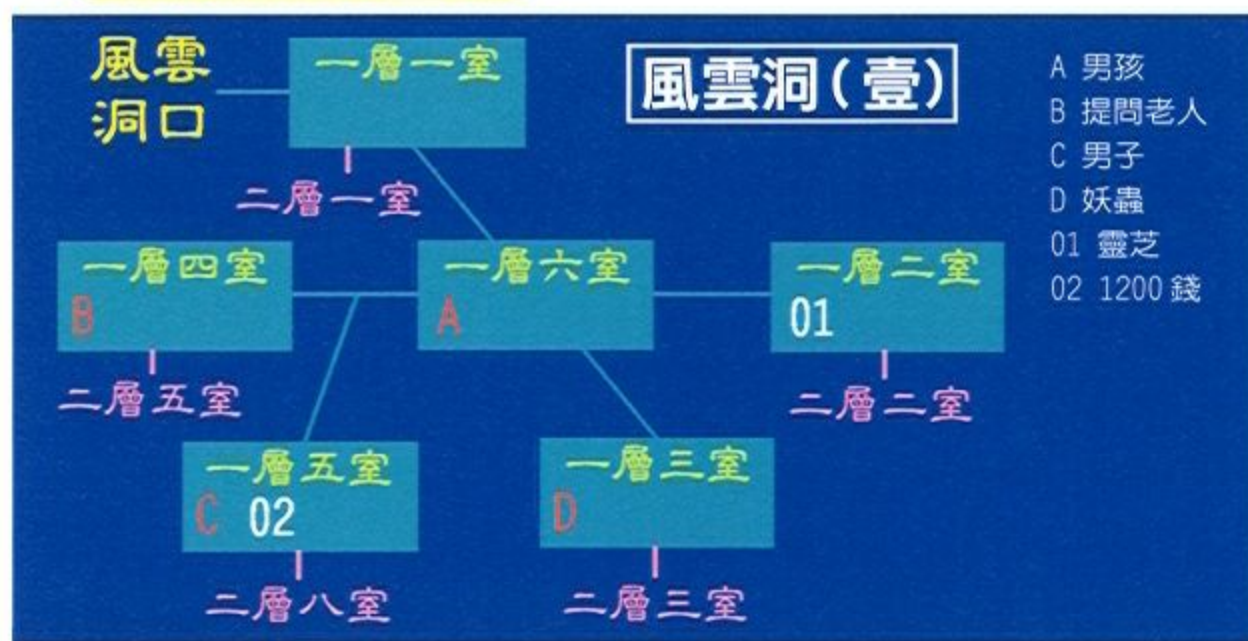 風雲
洞口
一層一室
風雲洞(壹)
A 男孩
B 提問老人
C 男子
D 妖蟲
01 靈芝
02 1200錢
二層一室
一層四室
B
一層六室
A
一層二室
01
二層五室
二層二室
一層五室
C 02
一層三室
D
二層八室
二層三室